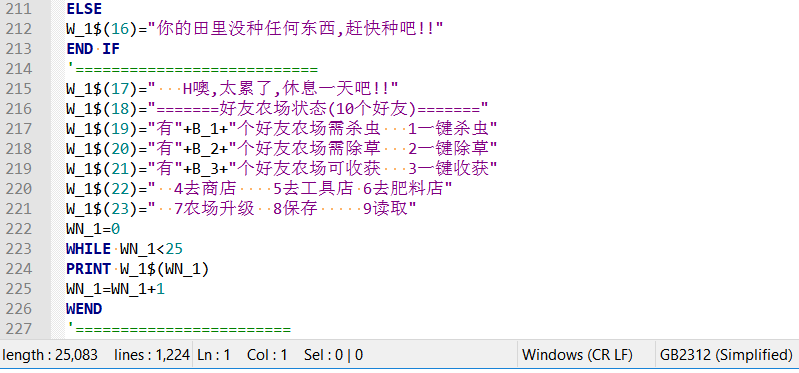 211 ELSE
212 W_1$(16)="你的田里没种任何东西,赶快种吧!!"
213 END IF
214 '===========================
215 W_1$(17)="   H噢,太累了,休息一天吧!!"
216 W_1$(18)="=======好友农场状态(10个好友)======="
217 W_1$(19)="有"+B_1+"个好友农场需杀虫   1一键杀虫"
218 W_1$(20)="有"+B_2+"个好友农场需除草   2一键除草"
219 W_1$(21)="有"+B_3+"个好友农场可收获   3一键收获"
220 W_1$(22)="  4去商店    5去工具店 6去肥料店"
221 W_1$(23)="  7农场升级  8保存     9读取"
222 WN_1=0
223 WHILE WN_1<25
224 PRINT W_1$(WN_1)
225 WN_1=WN_1+1
226 WEND
227 '========================
length : 25,083 lines : 1,224 Ln : 1 Col : 1 Sel : 0 | 0 Windows (CR LF) GB2312 (Simplified)